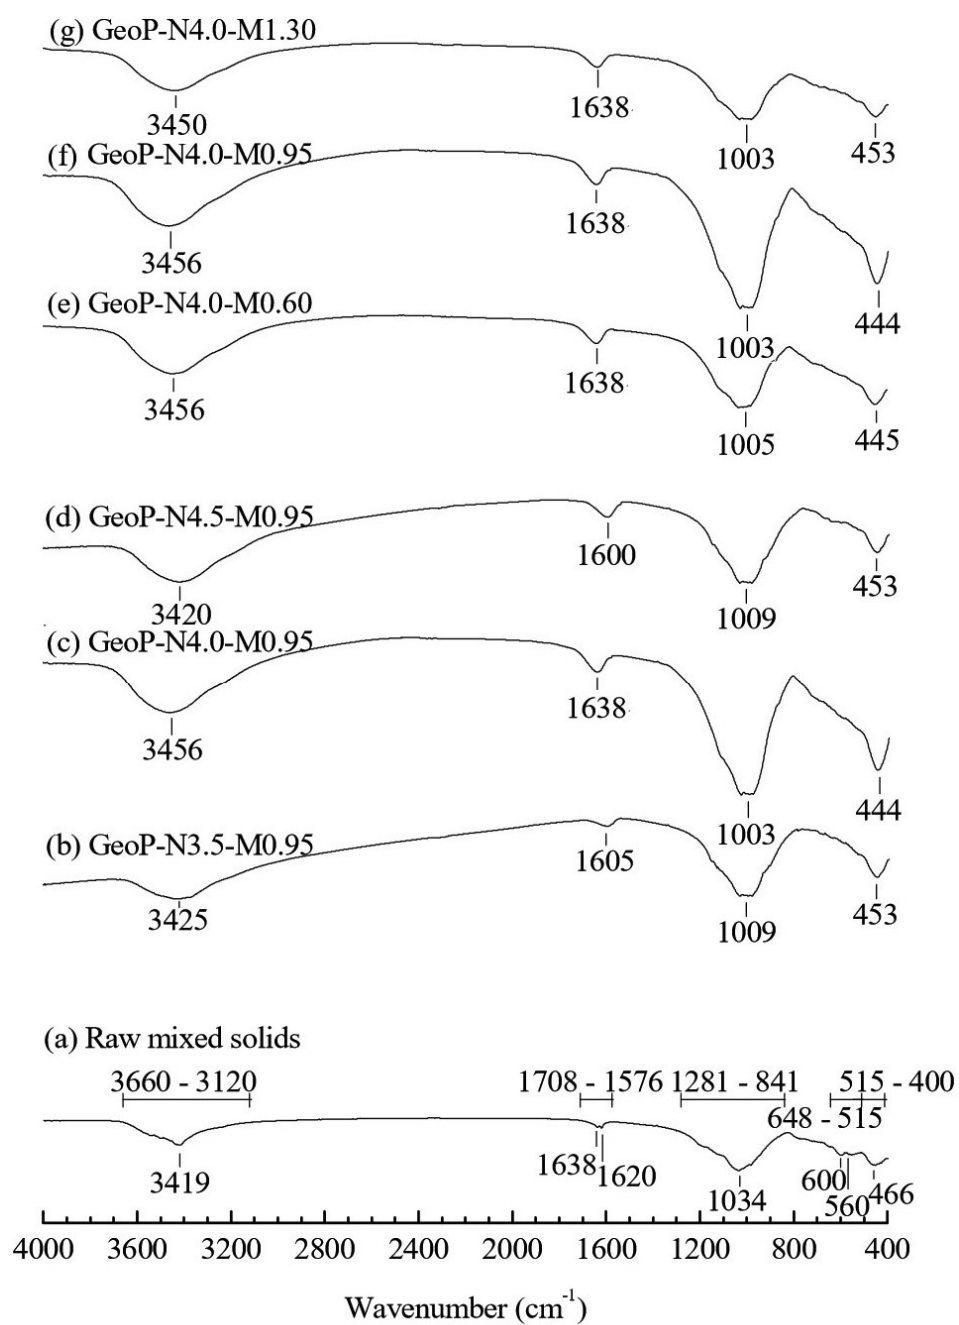 (g) GeoP-N4.0-M1.30
3450
1638
1003
453
(f) GeoP-N4.0-M0.95
3456
1638
1003
444
(e) GeoP-N4.0-M0.60
3456
1638
1005
445
(d) GeoP-N4.5-M0.95
3420
1600
1009
453
(c) GeoP-N4.0-M0.95
3456
1638
1003
444
(b) GeoP-N3.5-M0.95
3425
1605
1009
453
(a) Raw mixed solids
3660 - 3120
1708 - 1576
1281 - 841
515 - 400
648 - 515
3419
1638
1620
1034
600
560
466
4000 3600 3200 2800 2400 2000 1600 1200 800 400
Wavenumber (cm⁻¹)